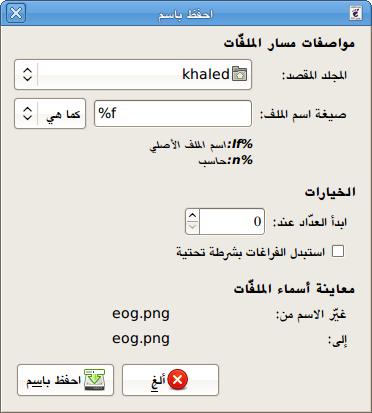 احفظ باسم
مواصفات مسار الملفّات
المجلد المقصد: khaled
صيغة اسم الملف: %f كما هي
%f: اسم الملف الأصلي
%n: حاسب
الخيارات
ابدأ العدّاد عند: 0
استبدل الفراغات بشرطة تحتية
معاينة أسماء الملفّات
غيّر الاسم من: eog.png
إلى: eog.png
ألغ احفظ باسم